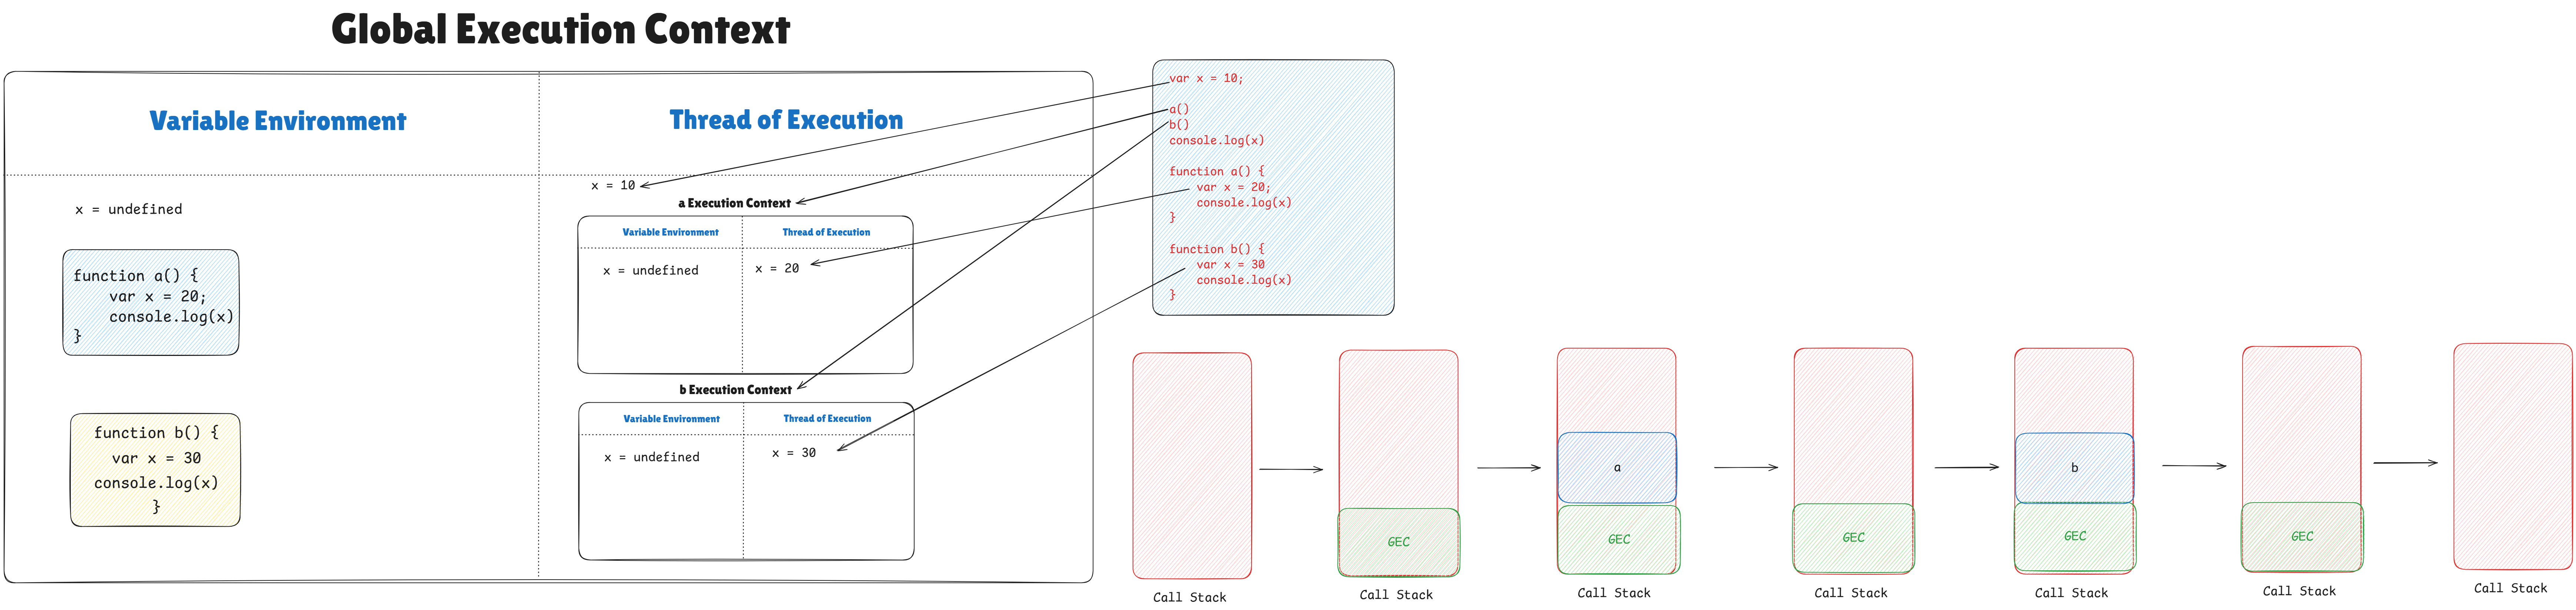 Global Execution Context
Variable Environment
Thread of Execution
x = undefined
function a() {
    var x = 20;
    console.log(x)
}
function b() {
var x = 30
console.log(x)
}
x = 10
a Execution Context
Variable Environment
Thread of Execution
x = undefined
x = 20
b Execution Context
Variable Environment
Thread of Execution
x = undefined
x = 30
var x = 10;
a()
b()
console.log(x)
function a() {
    var x = 20;
    console.log(x)
}
function b() {
    var x = 30
    console.log(x)
}
Call Stack
GEC
Call Stack
a
GEC
Call Stack
GEC
Call Stack
b
GEC
Call Stack
GEC
Call Stack
Call Stack